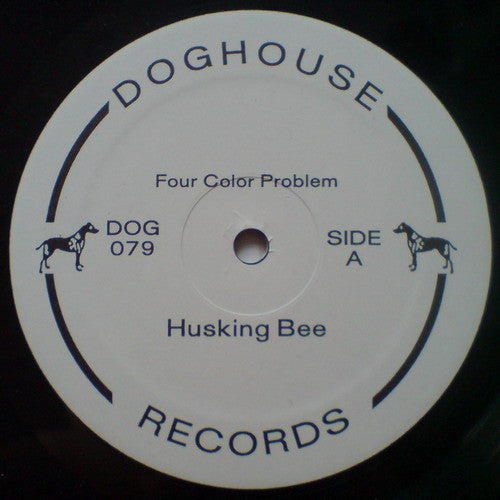 DOGHOUSE
Four Color Problem
DOG
079
SIDE
A
Husking Bee
RECORDS